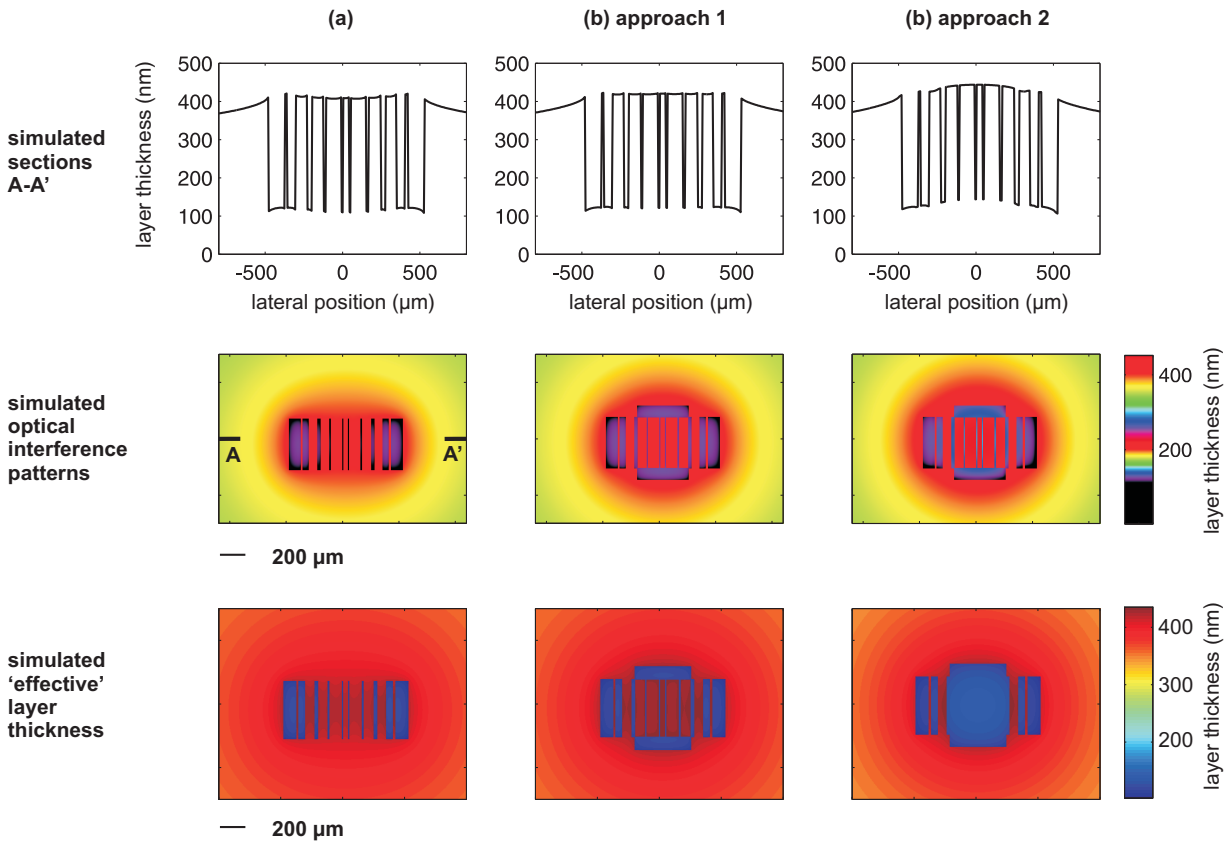 (a)
(b) approach 1
(b) approach 2
simulated
sections
A-A’
layer thickness (nm)
500
400
300
200
100
0
-500
0
500
lateral position (µm)
500
400
300
200
100
0
-500
0
500
lateral position (µm)
500
400
300
200
100
0
-500
0
500
lateral position (µm)
simulated
optical
interference
patterns
A
A’
200 µm
400
200
layer thickness (nm)
simulated
‘effective’
layer
thickness
200 µm
400
300
200
layer thickness (nm)